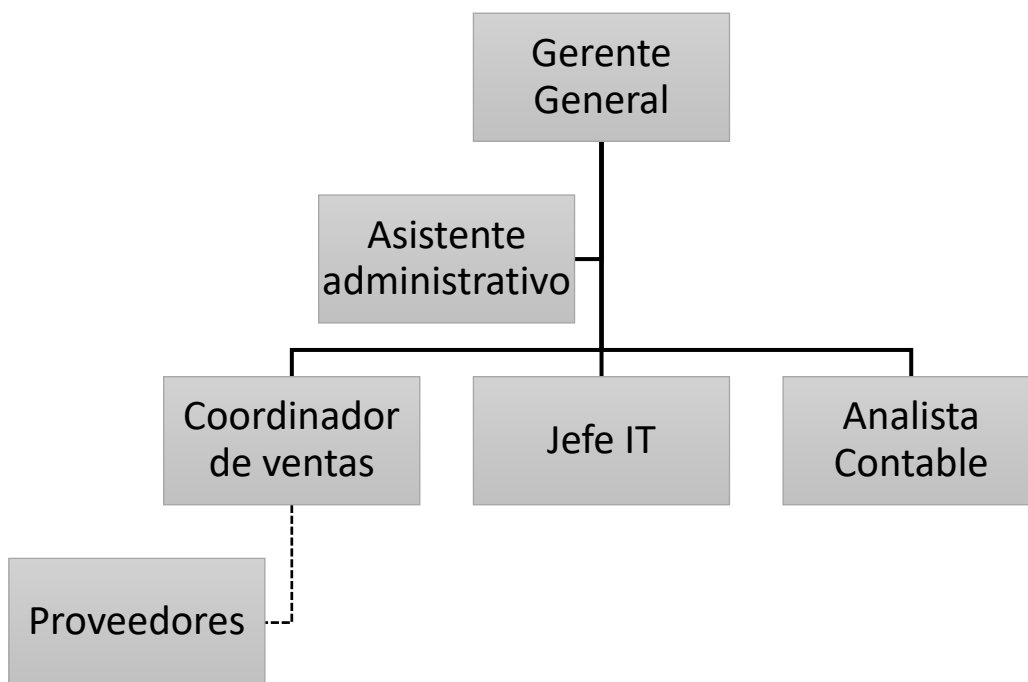 Gerente
General
Asistente
administrativo
Coordinador
de ventas
Jefe IT
Analista
Contable
Proveedores